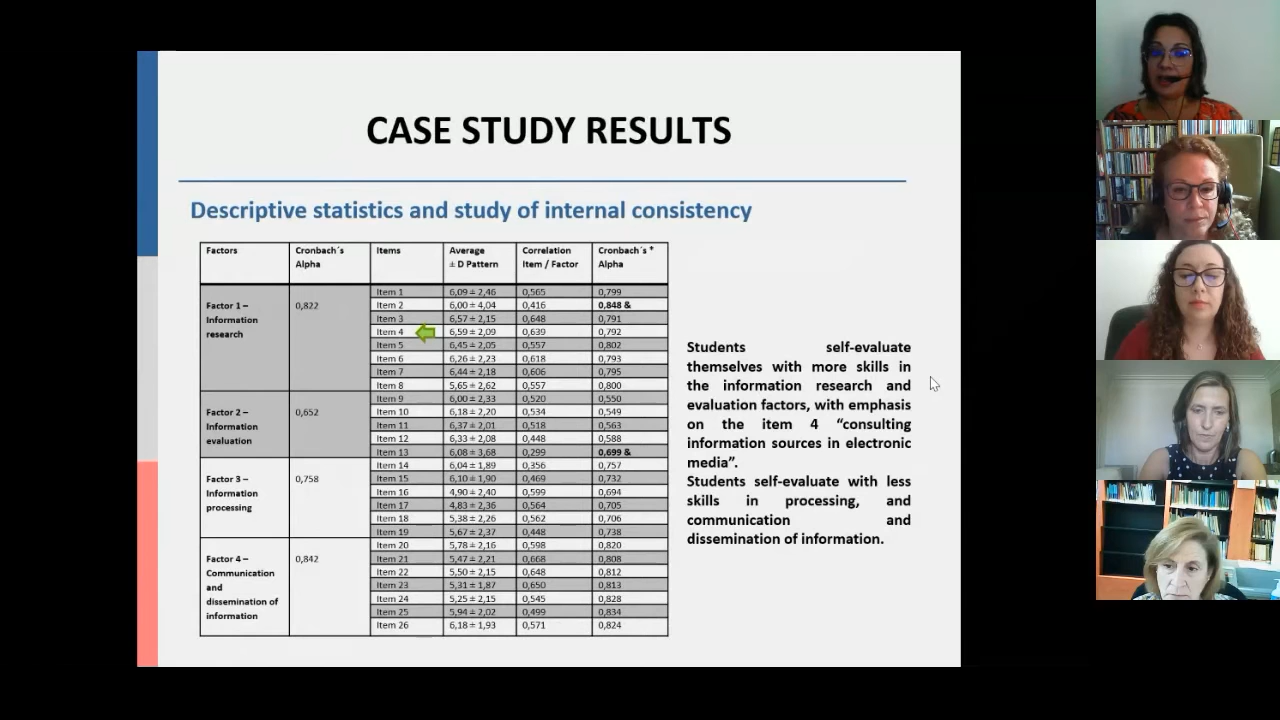 CASE STUDY RESULTS
Descriptive statistics and study of internal consistency
Factors Cronbach´s Alpha Items Average ± D Pattern Correlation Item / Factor Cronbach´s * Alpha
Factor 1 – Information research 0,822
Item 1 6,09 ± 2,46 0,565 0,799
Item 2 6,00 ± 4,04 0,416 0,848 &
Item 3 6,57 ± 2,15 0,648 0,791
Item 4 6,59 ± 2,09 0,639 0,792
Item 5 6,45 ± 2,05 0,557 0,802
Item 6 6,26 ± 2,23 0,618 0,793
Item 7 6,44 ± 2,18 0,606 0,795
Item 8 5,65 ± 2,62 0,557 0,800
Factor 2 – Information evaluation 0,652
Item 9 6,00 ± 2,33 0,520 0,550
Item 10 6,18 ± 2,20 0,534 0,549
Item 11 6,37 ± 2,01 0,518 0,563
Item 12 6,33 ± 2,08 0,448 0,588
Item 13 6,08 ± 3,68 0,299 0,699 &
Factor 3 – Information processing 0,758
Item 14 6,04 ± 1,89 0,356 0,757
Item 15 6,10 ± 1,90 0,469 0,732
Item 16 4,90 ± 2,40 0,599 0,694
Item 17 4,83 ± 2,36 0,564 0,705
Item 18 5,38 ± 2,26 0,562 0,706
Item 19 5,67 ± 2,37 0,448 0,738
Factor 4 – Communication and dissemination of information 0,842
Item 20 5,78 ± 2,16 0,598 0,820
Item 21 5,47 ± 2,21 0,668 0,808
Item 22 5,50 ± 2,15 0,648 0,812
Item 23 5,31 ± 1,87 0,650 0,813
Item 24 5,25 ± 2,15 0,545 0,828
Item 25 5,94 ± 2,02 0,499 0,834
Item 26 6,18 ± 1,93 0,571 0,824
Students self-evaluate
themselves with more skills in
the information research and
evaluation factors, with emphasis
on the item 4 “consulting
information sources in electronic
media”.
Students self-evaluate with less
skills in processing, and
communication and
dissemination of information.